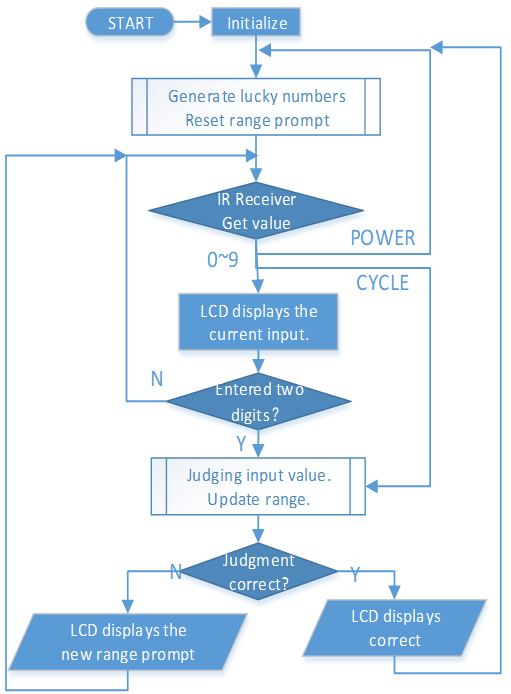 START
Initialize
Generate lucky numbers
Reset range prompt
IR Receiver
Get value
POWER
0~9
CYCLE
LCD displays the
current input.
N
Entered two
digits?
Y
Judging input value.
Update range.
Judgment
correct?
N
Y
LCD displays the
new range prompt
LCD displays
correct